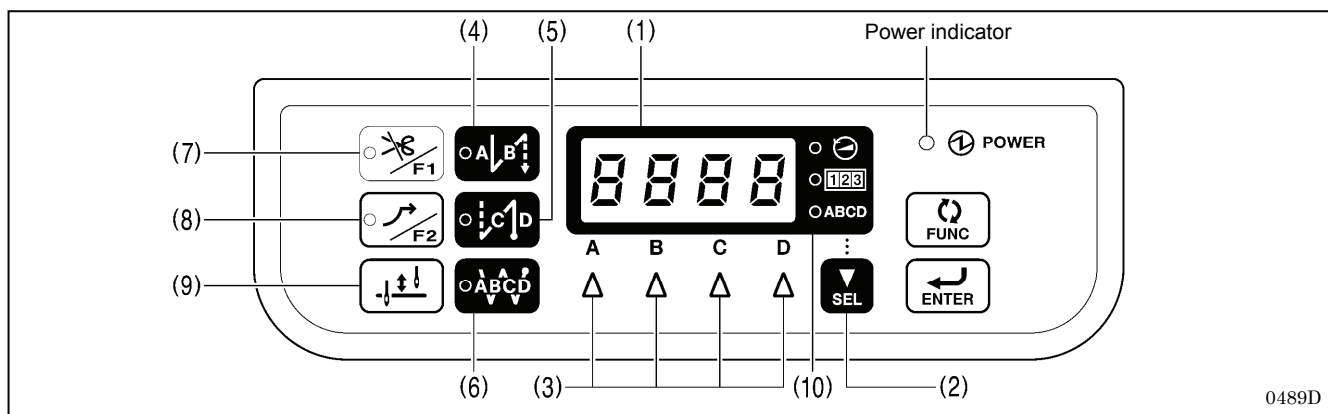 (4) (5) (1) Power indicator
(7) F1 A B 8888 123 ABCD POWER
(8) F2 C D FUNC
A B C D
(9) ABCD SEL ENTER
(6) (3) (10) (2)
0489D